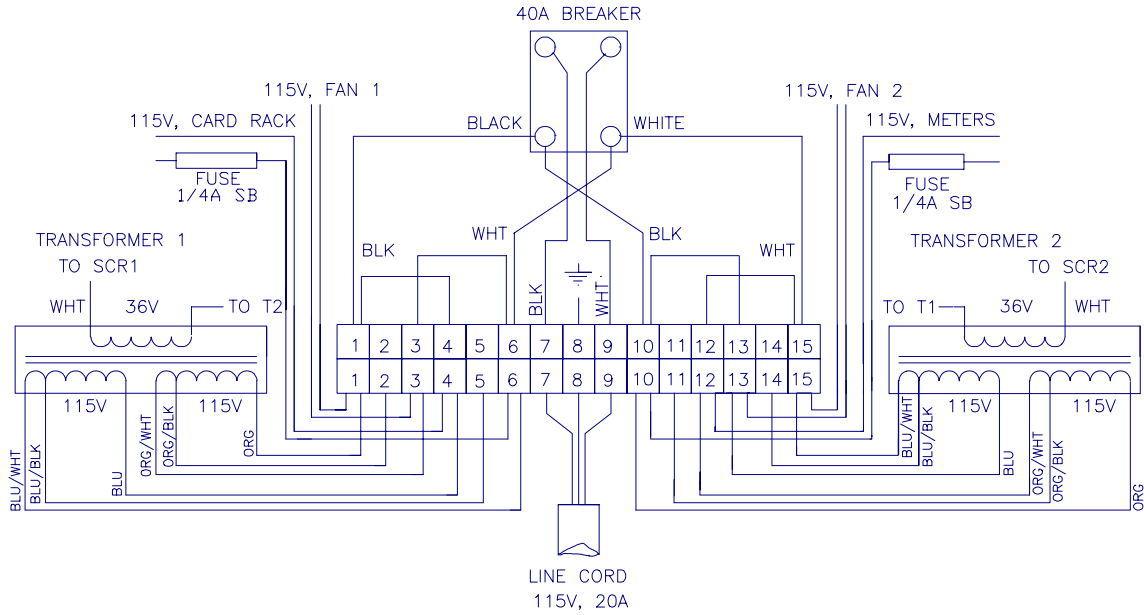 40A BREAKER
115V, FAN 1
115V, FAN 2
115V, CARD RACK
BLACK
WHITE
115V, METERS
FUSE
1/4A SB
FUSE
1/4A SB
TRANSFORMER 1
TO SCR1
WHT
BLK
BLK
WHT
TRANSFORMER 2
TO SCR2
WHT
36V
TO T2
BLK
WHT
TO T1
36V
WHT
1 2 3 4 5 6 7 8 9 10 11 12 13 14 15
1 2 3 4 5 6 7 8 9 10 11 12 13 14 15
115V
115V
115V
115V
BLU/WHT
BLU/BLK
BLU
ORG/WHT
ORG/BLK
ORG
BLU/WHT
BLU/BLK
BLU
ORG/WHT
ORG/BLK
ORG
LINE CORD
115V, 20A